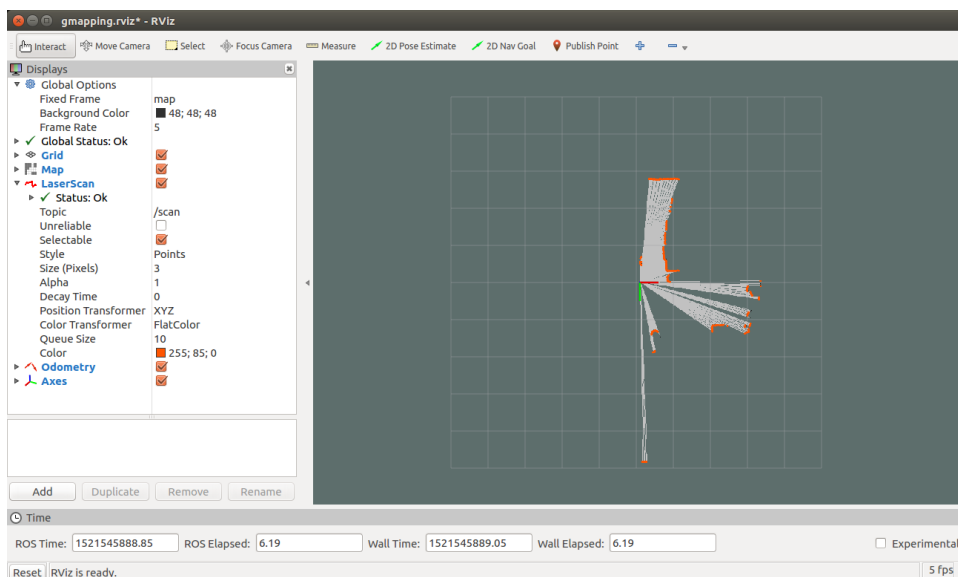 gmapping.rviz* - RViz
Interact Move Camera Select Focus Camera Measure 2D Pose Estimate 2D Nav Goal Publish Point
Displays
Global Options
Fixed Frame map
Background Color 48; 48; 48
Frame Rate 5
Global Status: Ok
Grid
Map
LaserScan
Status: Ok
Topic /scan
Unreliable
Selectable
Style Points
Size (Pixels) 3
Alpha 1
Decay Time 0
Position Transformer XYZ
Color Transformer FlatColor
Queue Size 10
Color 255; 85; 0
Odometry
Axes
Add Duplicate Remove Rename
Time
ROS Time: 1521545888.85 ROS Elapsed: 6.19 Wall Time: 1521545889.05 Wall Elapsed: 6.19 Experimental
Reset RViz is ready. 5 fps